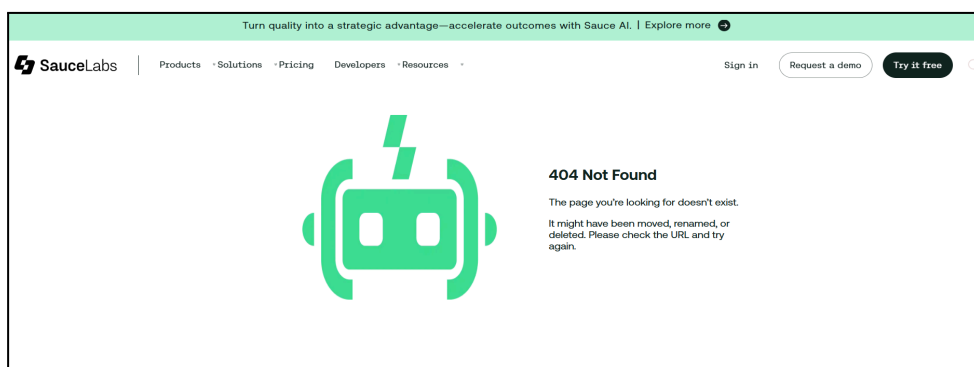 Turn quality into a strategic advantage—accelerate outcomes with Sauce AI. | Explore more
SauceLabs
Products Solutions Pricing Developers Resources
Sign in Request a demo Try it free
404 Not Found
The page you're looking for doesn't exist.
It might have been moved, renamed, or
deleted. Please check the URL and try
again.